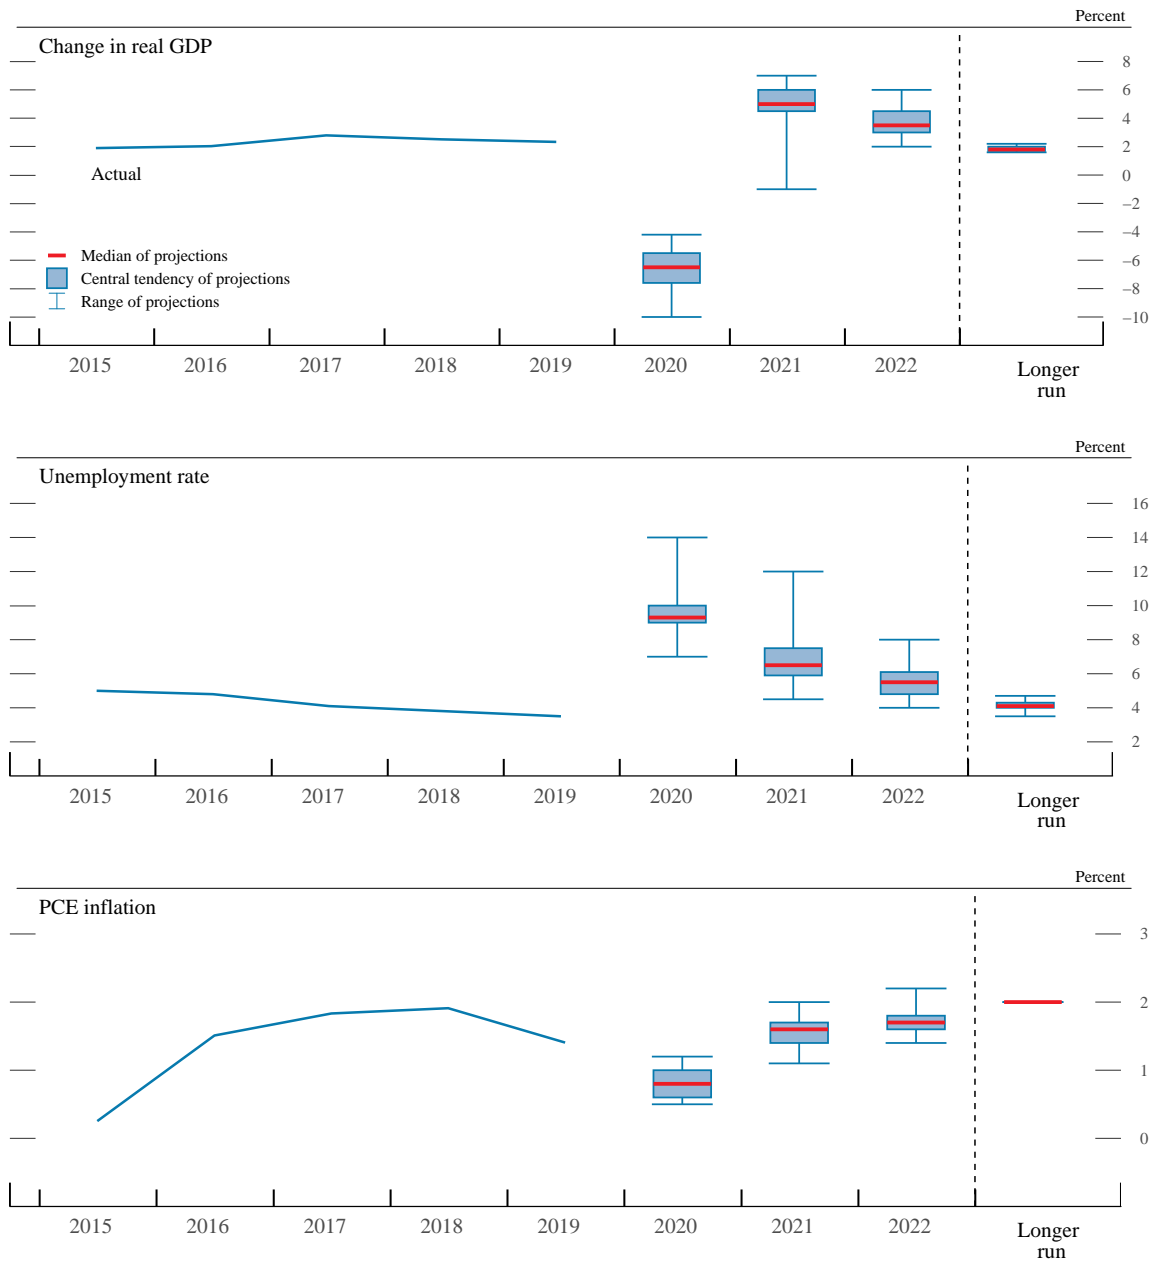 Percent
Change in real GDP
8
6
4
2
0
–2
–4
–6
–8
–10
Actual
Median of projections
Central tendency of projections
Range of projections
2015 2016 2017 2018 2019 2020 2021 2022 Longer run
Percent
Unemployment rate
16
14
12
10
8
6
4
2
2015 2016 2017 2018 2019 2020 2021 2022 Longer run
Percent
PCE inflation
3
2
1
0
2015 2016 2017 2018 2019 2020 2021 2022 Longer run